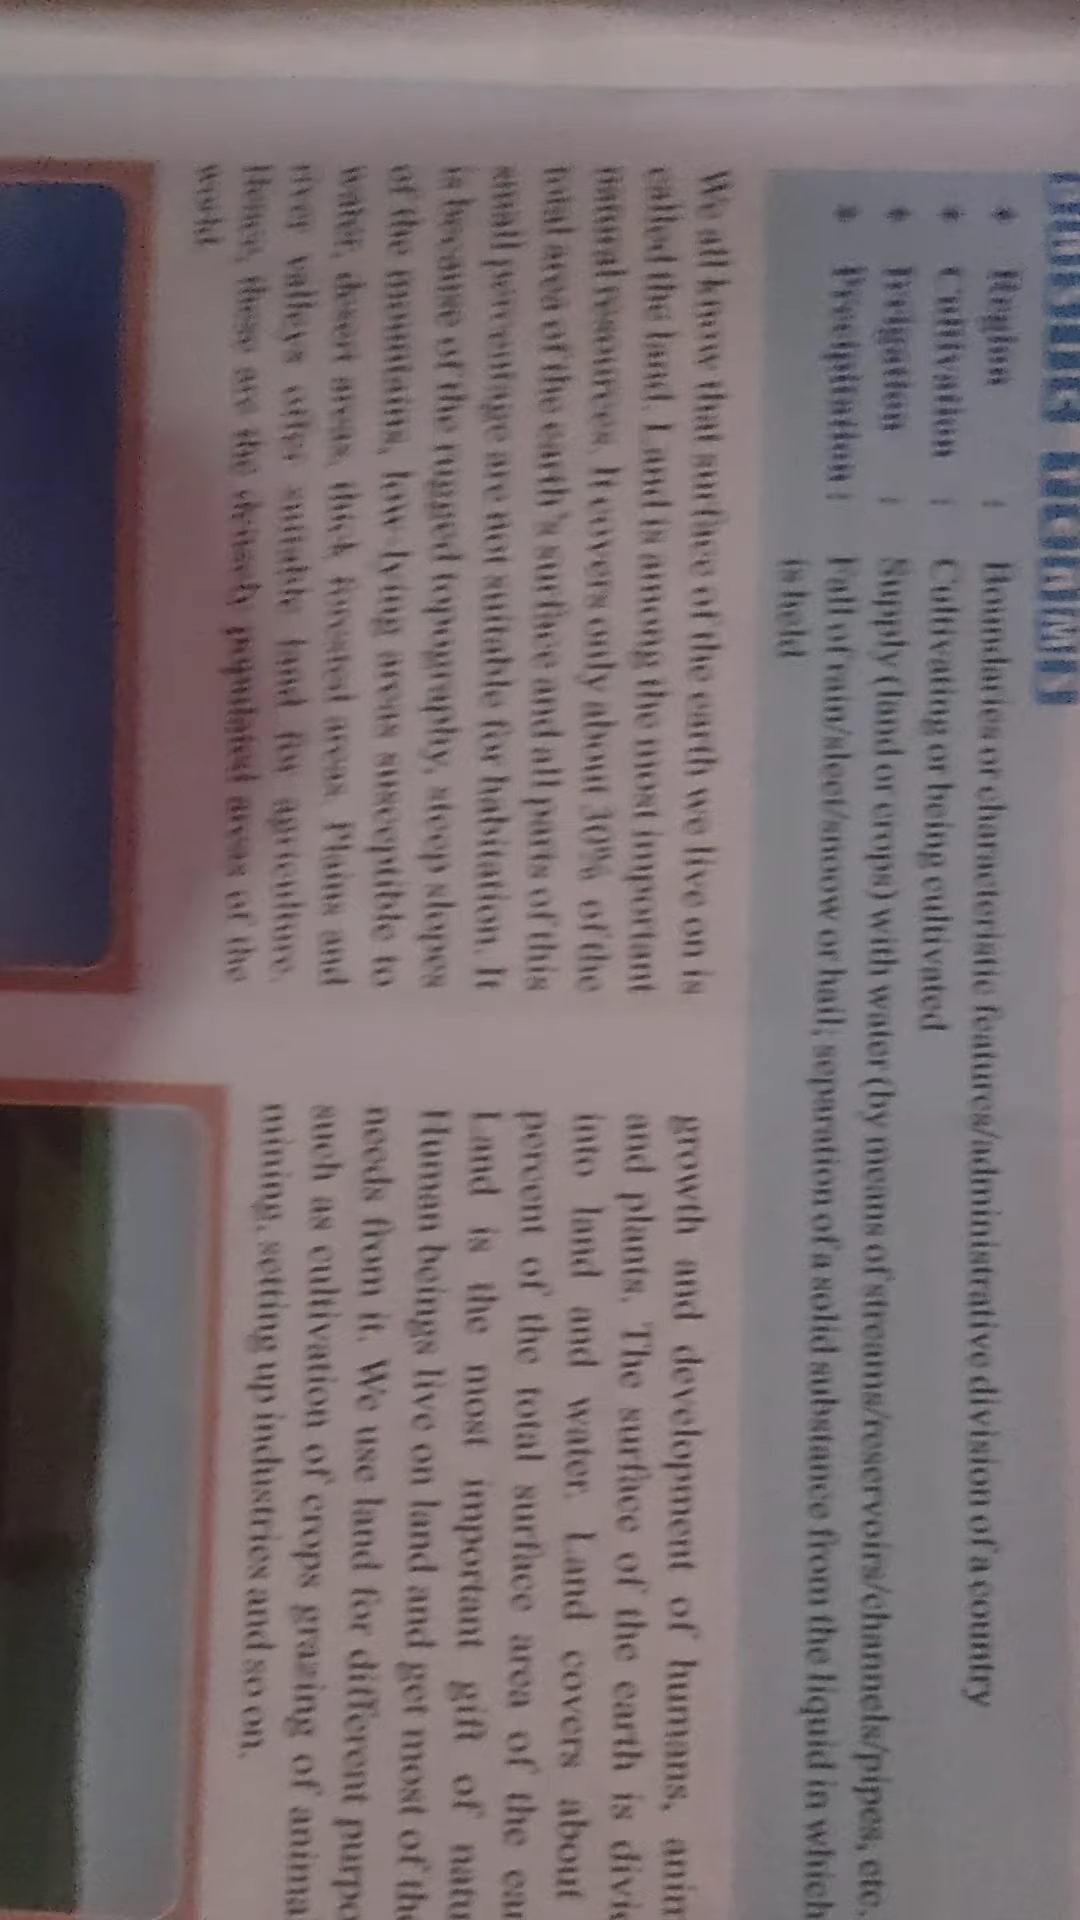 ♦ Region : Boundaries or characteristic features/administrative division of a country
♦ Cultivation : Cultivating or being cultivated
♦ Irrigation : Supply (land or crops) with water (by means of streams/reservoirs/channels/pipes, etc.
♦ Precipitation : Fall of rain/sleet/snow or hail; separation of a solid substance from the liquid in which
is held
We all know that surface of the earth we live on is
called the land. Land is among the most important
natural resources. It covers only about 30% of the
total area of the earth's surface and all parts of this
small percentage are not suitable for habitation. It
is because of the rugged topography, steep slopes
of the mountains, low-lying areas susceptible to
water, desert areas, thick forested areas. Plains and
river valleys offer suitable land for agriculture.
Hence, these are the densely populated areas of the
world
growth and development of humans, anim
and plants. The surface of the earth is divi
into land and water. Land covers about
percent of the total surface area of the ear
Land is the most important gift of natu
Human beings live on land and get most of the
needs from it. We use land for different purpo
such as cultivation of crops grazing of anima
mining, setting up industries and so on.